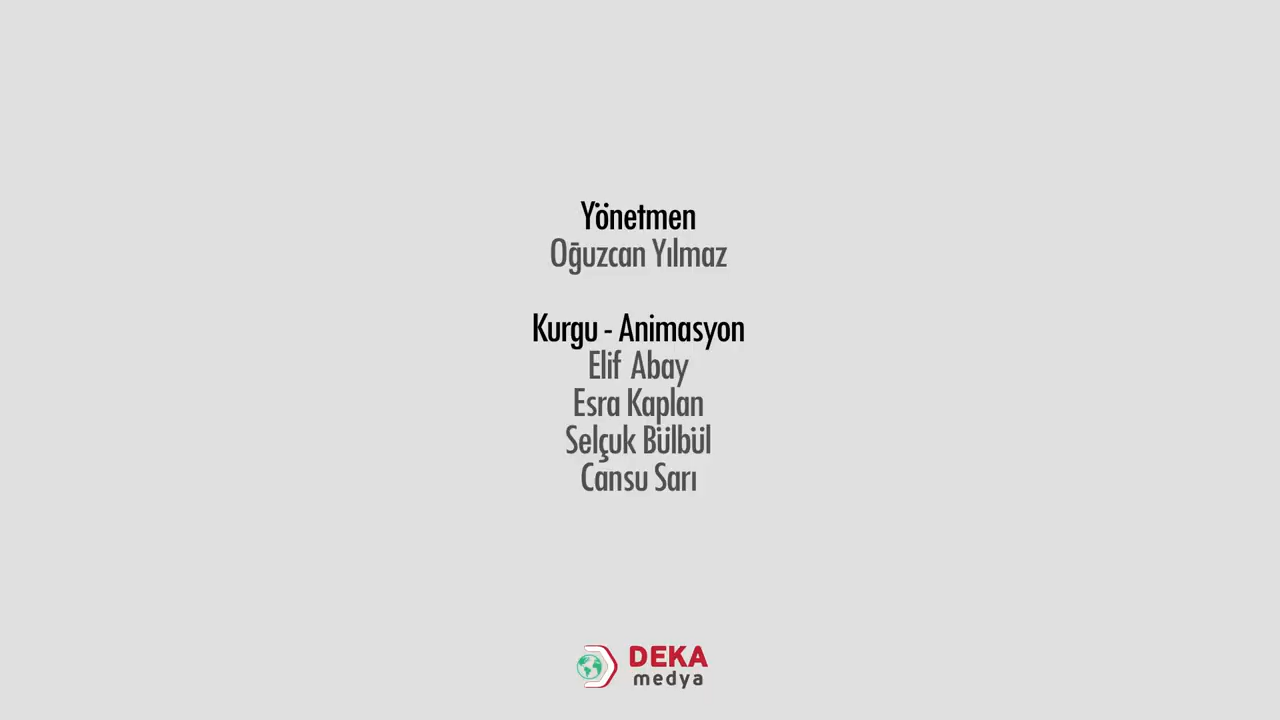 Yönetmen
Oğuzcan Yılmaz
Kurgu - Animasyon
Elif Abay
Esra Kaplan
Selçuk Bülbül
Cansu Sarı
DEKA
medya